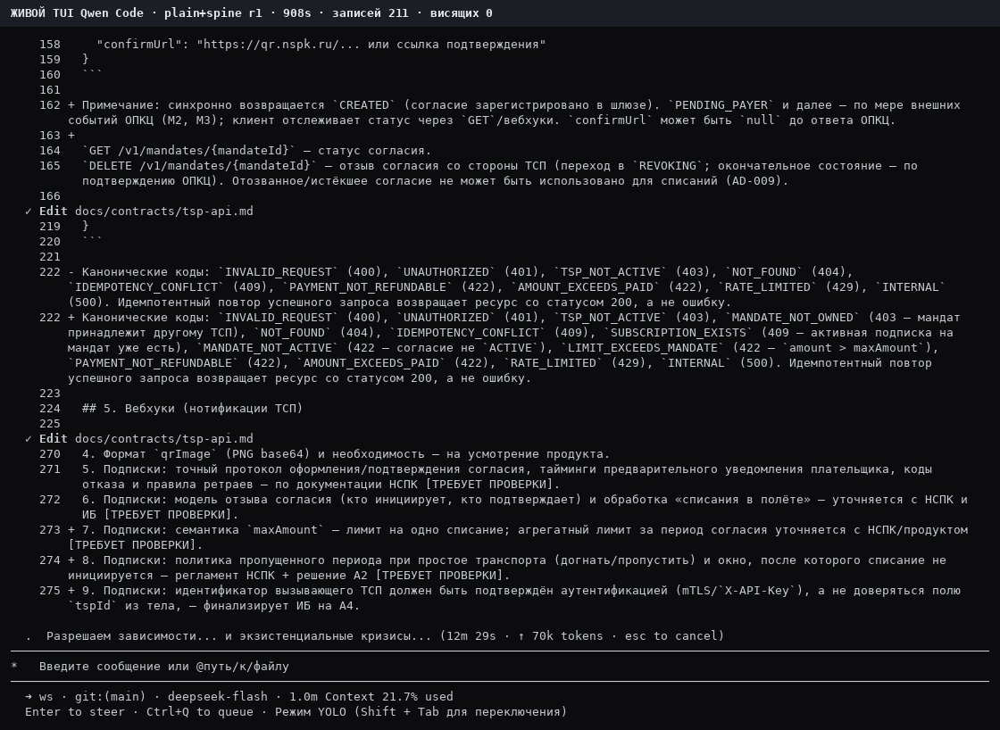 ЖИВОЙ TUI Qwen Code · plain+spine r1 · 908s · записей 211 · висящих 0
158 "confirmUrl": "https://qr.nspk.ru/... или ссылка подтверждения"
159 }
160 ```
161
162 + Примечание: синхронно возвращается `CREATED` (согласие зарегистрировано в шлюзе). `PENDING_PAYER` и далее — по мере внешних
событий ОПКЦ (M2, M3); клиент отслеживает статус через `GET`/вебхуки. `confirmUrl` может быть `null` до ответа ОПКЦ.
163 +
164 `GET /v1/mandates/{mandateId}` — статус согласия.
165 `DELETE /v1/mandates/{mandateId}` — отзыв согласия со стороны ТСП (переход в `REVOKING`; окончательное состояние — по
подтверждению ОПКЦ). Отозванное/истёкшее согласие не может быть использовано для списаний (AD-009).
166
✓ Edit docs/contracts/tsp-api.md
219 }
220 ```
221
222 - Канонические коды: `INVALID_REQUEST` (400), `UNAUTHORIZED` (401), `TSP_NOT_ACTIVE` (403), `NOT_FOUND` (404),
`IDEMPOTENCY_CONFLICT` (409), `PAYMENT_NOT_REFUNDABLE` (422), `AMOUNT_EXCEEDS_PAID` (422), `RATE_LIMITED` (429), `INTERNAL`
(500). Идемпотентный повтор успешного запроса возвращает ресурс со статусом 200, а не ошибку.
222 + Канонические коды: `INVALID_REQUEST` (400), `UNAUTHORIZED` (401), `TSP_NOT_ACTIVE` (403), `MANDATE_NOT_OWNED` (403 — мандат
принадлежит другому ТСП), `NOT_FOUND` (404), `IDEMPOTENCY_CONFLICT` (409), `SUBSCRIPTION_EXISTS` (409 — активная подписка на
мандат уже есть), `MANDATE_NOT_ACTIVE` (422 — согласие не `ACTIVE`), `LIMIT_EXCEEDS_MANDATE` (422 — `amount > maxAmount`),
`PAYMENT_NOT_REFUNDABLE` (422), `AMOUNT_EXCEEDS_PAID` (422), `RATE_LIMITED` (429), `INTERNAL` (500). Идемпотентный повтор
успешного запроса возвращает ресурс со статусом 200, а не ошибку.
223
224 ## 5. Вебхуки (нотификации ТСП)
225
✓ Edit docs/contracts/tsp-api.md
270 4. Формат `qrImage` (PNG base64) и необходимость — на усмотрение продукта.
271 5. Подписки: точный протокол оформления/подтверждения согласия, тайминги предварительного уведомления плательщика, коды
отказа и правила ретраев — по документации НСПК [ТРЕБУЕТ ПРОВЕРКИ].
272 6. Подписки: модель отзыва согласия (кто инициирует, кто подтверждает) и обработка «списания в полёте» — уточняется с НСПК и
ИБ [ТРЕБУЕТ ПРОВЕРКИ].
273 + 7. Подписки: семантика `maxAmount` — лимит на одно списание; агрегатный лимит за период согласия уточняется с НСПК/продуктом
[ТРЕБУЕТ ПРОВЕРКИ].
274 + 8. Подписки: политика пропущенного периода при простое транспорта (догнать/пропустить) и окно, после которого списание не
инициируется — регламент НСПК + решение A2 [ТРЕБУЕТ ПРОВЕРКИ].
275 + 9. Подписки: идентификатор вызывающего ТСП должен быть подтверждён аутентификацией (mTLS/`X-API-Key`), а не доверяться полю
`tspId` из тела, — финализирует ИБ на A4.
. Разрешаем зависимости... и экзистенциальные кризисы... (12m 29s · ↑ 70k tokens · esc to cancel)
* Введите сообщение или @путь/к/файлу
➜ ws · git:(main) · deepseek-flash · 1.0m Context 21.7% used
Enter to steer · Ctrl+Q to queue · Режим YOLO (Shift + Tab для переключения)